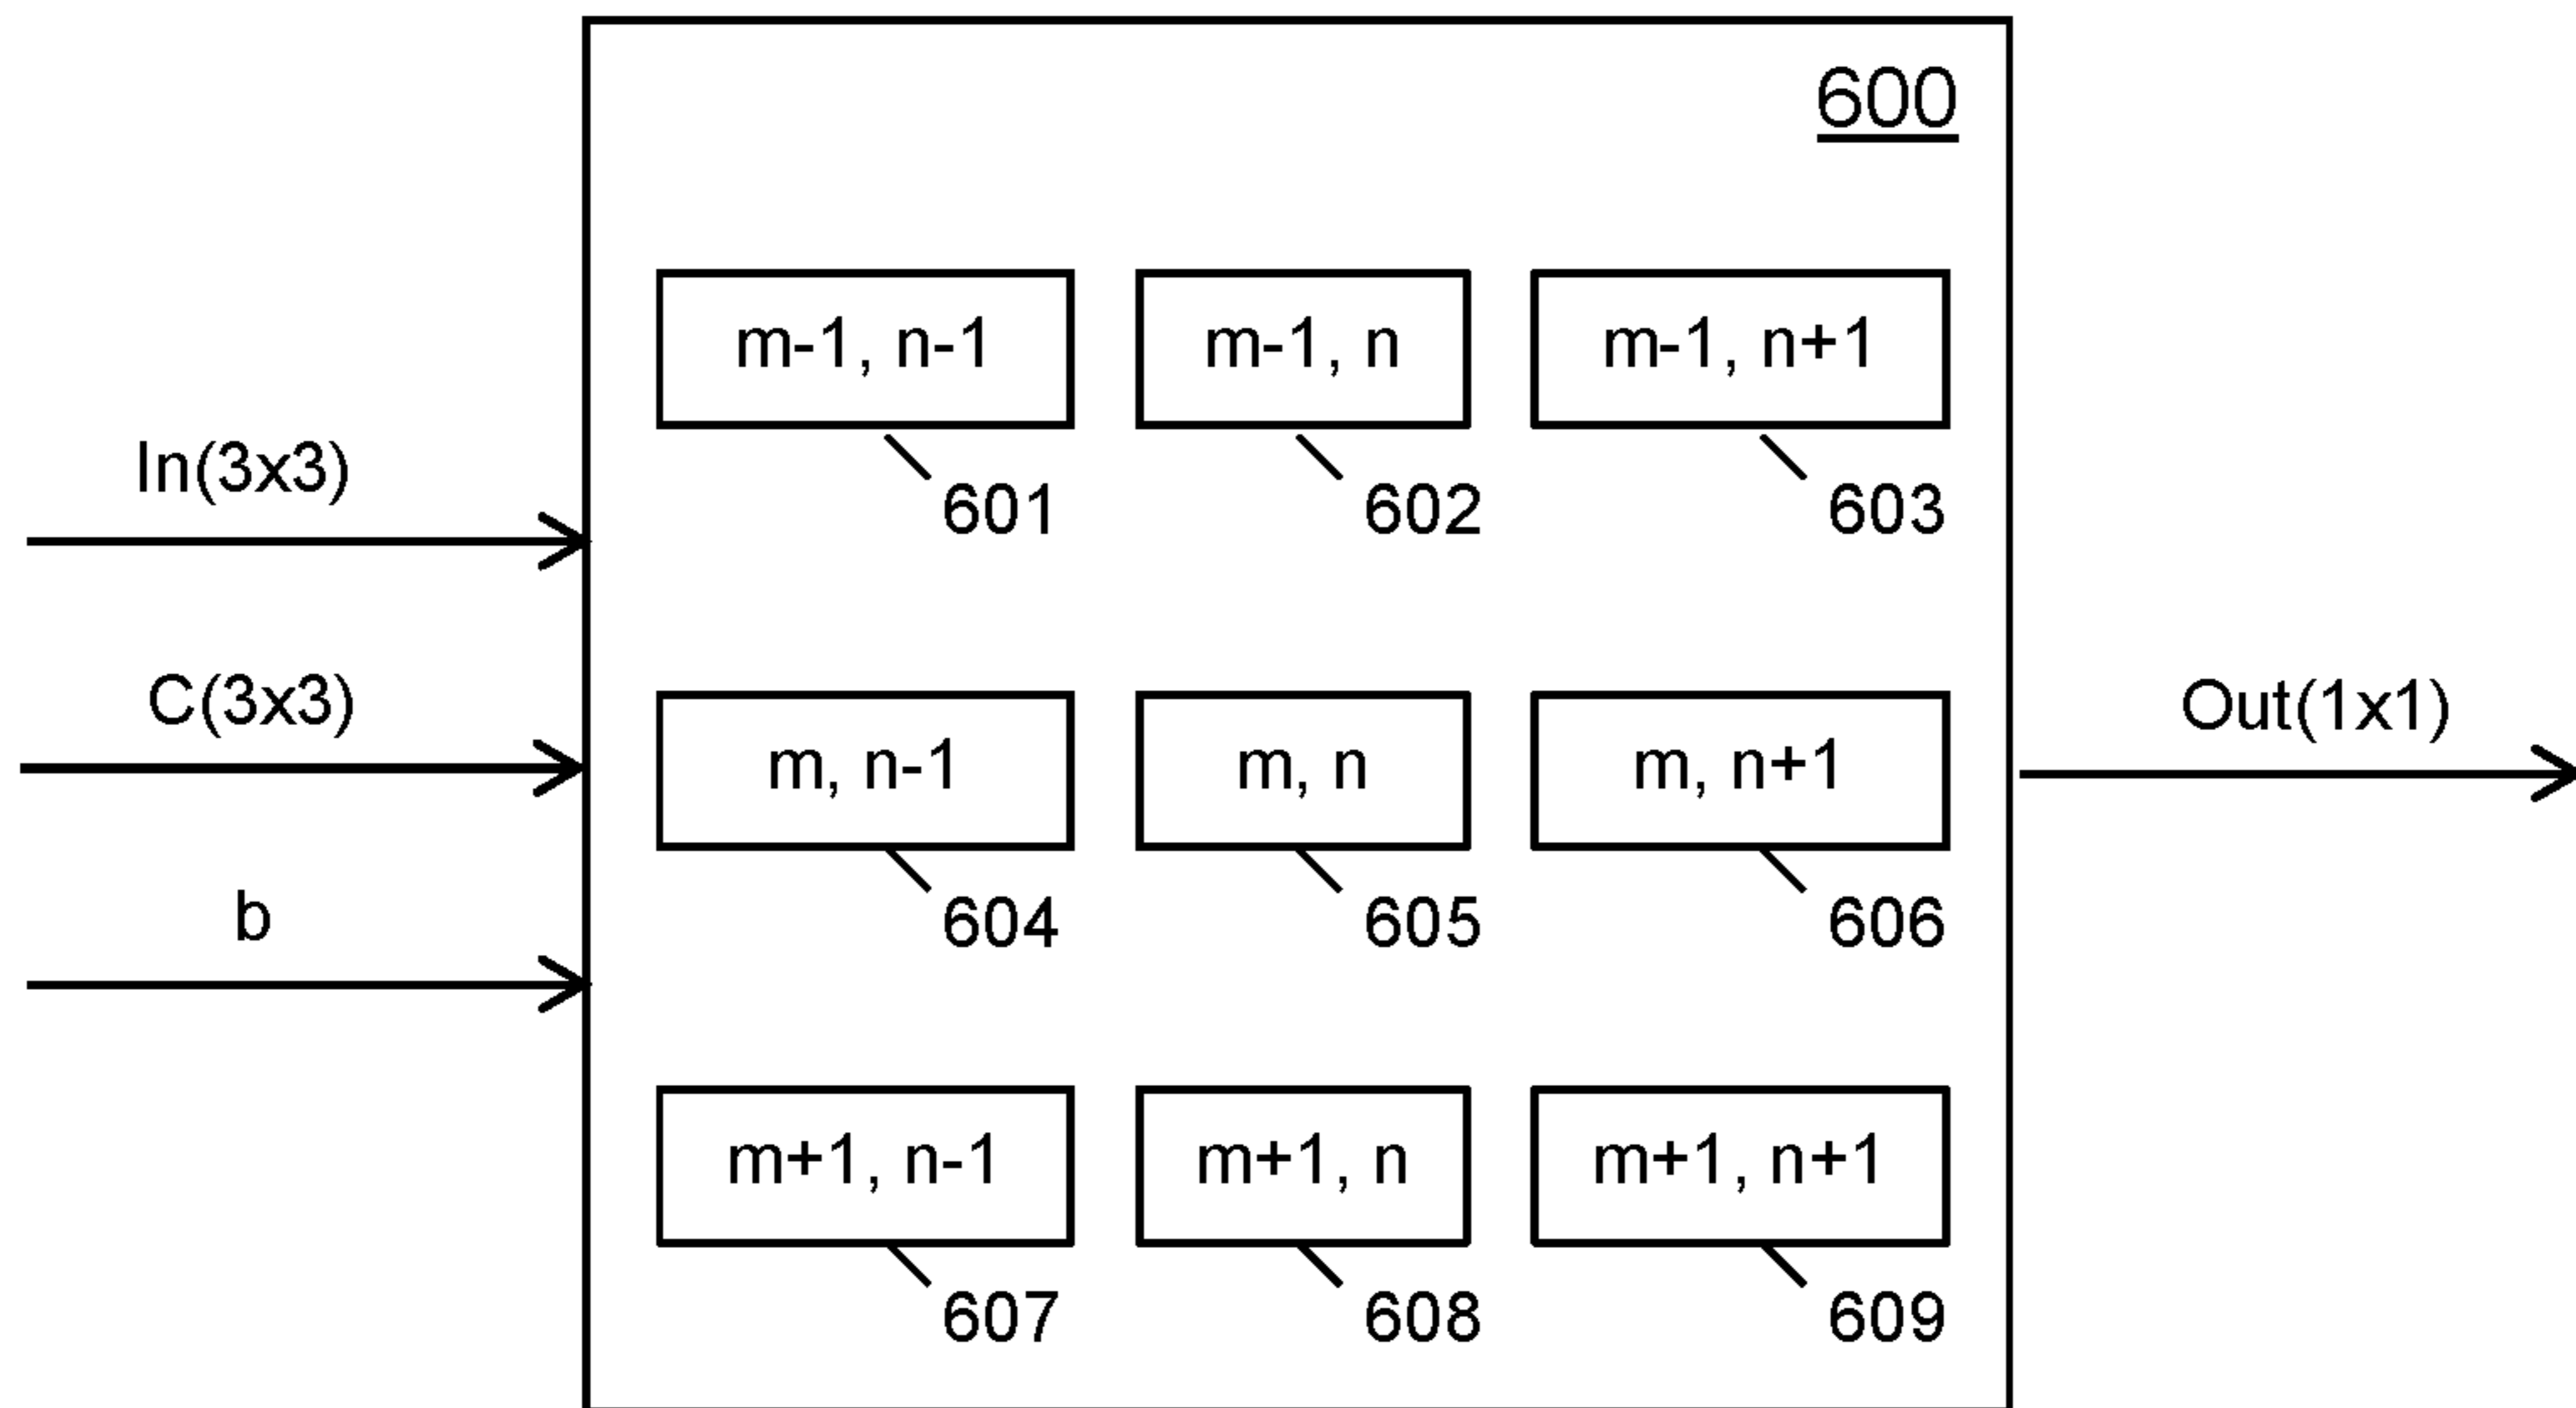 600
m-1, n-1
m-1, n
m-1, n+1
In(3x3)
601
602
603
C(3x3)
Out(1x1)
m, n-1
m, n
m, n+1
b
604
605
606
m+1, n-1
m+1, n
m+1, n+1
607
608
609